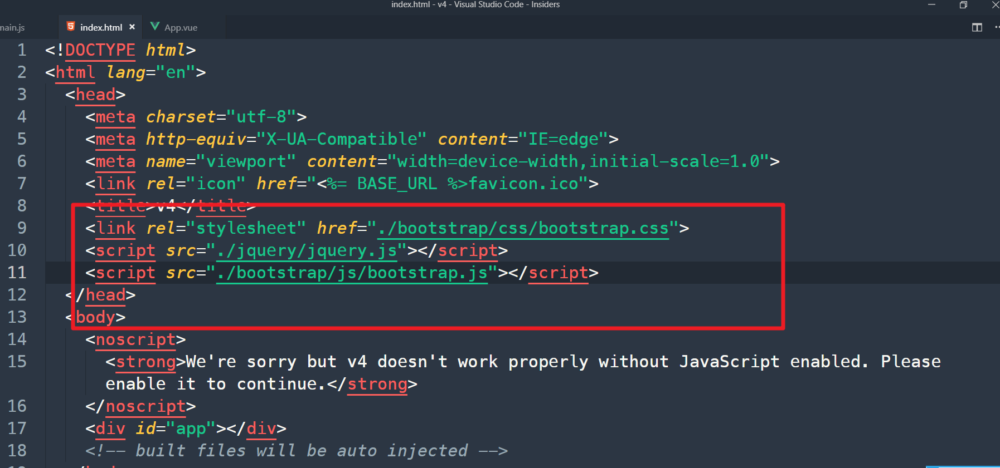 index.html - v4 - Visual Studio Code - Insiders
main.js index.html × App.vue
1 <!DOCTYPE html>
2 <html lang="en">
3 <head>
4 <meta charset="utf-8">
5 <meta http-equiv="X-UA-Compatible" content="IE=edge">
6 <meta name="viewport" content="width=device-width,initial-scale=1.0">
7 <link rel="icon" href="<%= BASE_URL %>favicon.ico">
8 <title>v4</title>
9 <link rel="stylesheet" href="./bootstrap/css/bootstrap.css">
10 <script src="./jquery/jquery.js"></script>
11 <script src="./bootstrap/js/bootstrap.js"></script>
12 </head>
13 <body>
14 <noscript>
15 <strong>We're sorry but v4 doesn't work properly without JavaScript enabled. Please
enable it to continue.</strong>
16 </noscript>
17 <div id="app"></div>
18 <!-- built files will be auto injected -->